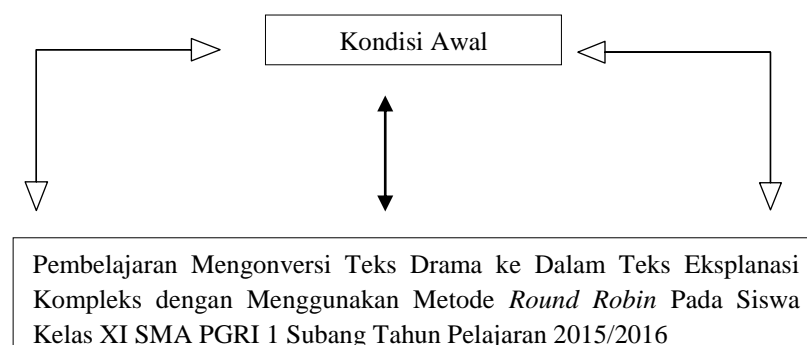 Kondisi Awal
Pembelajaran Mengonversi Teks Drama ke Dalam Teks Eksplanasi
Kompleks dengan Menggunakan Metode Round Robin Pada Siswa
Kelas XI SMA PGRI 1 Subang Tahun Pelajaran 2015/2016